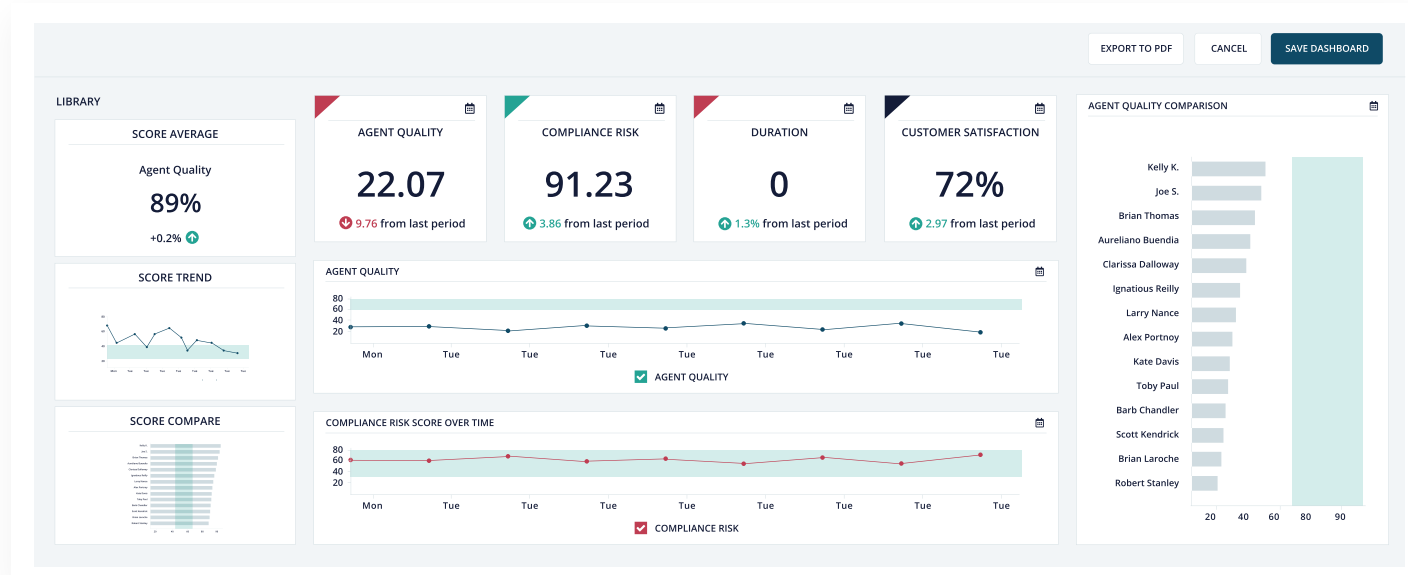 EXPORT TO PDF
CANCEL
SAVE DASHBOARD
LIBRARY
SCORE AVERAGE
Agent Quality
89%
+0.2%
SCORE TREND
SCORE COMPARE
AGENT QUALITY
22.07
9.76 from last period
COMPLIANCE RISK
91.23
3.86 from last period
DURATION
0
1.3% from last period
CUSTOMER SATISFACTION
72%
2.97 from last period
AGENT QUALITY
80
60
40
20
Mon Tue Tue Tue Tue Tue Tue Tue Tue
AGENT QUALITY
COMPLIANCE RISK SCORE OVER TIME
80
60
40
20
Mon Tue Tue Tue Tue Tue Tue Tue Tue
COMPLIANCE RISK
AGENT QUALITY COMPARISON
Kelly K.
Joe S.
Brian Thomas
Aureliano Buendia
Clarissa Dalloway
Ignatious Reilly
Larry Nance
Alex Portnoy
Kate Davis
Toby Paul
Barb Chandler
Scott Kendrick
Brian Laroche
Robert Stanley
20 40 60 80 90